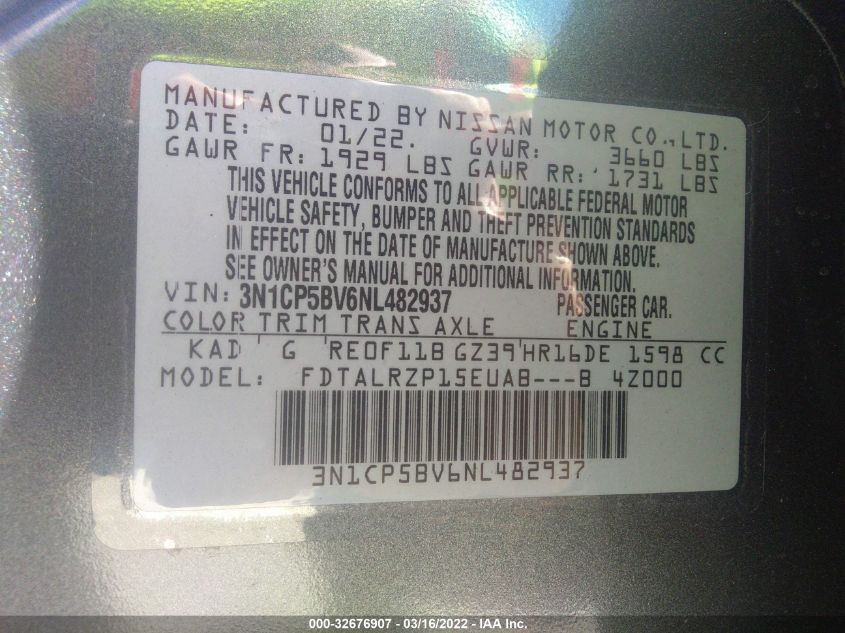 MANUFACTURED BY NISSAN MOTOR CO., LTD.
DATE: 01/22. GVWR: 3660 LBS
GAWR FR: 1929 LBS GAWR RR: 1731 LBS
THIS VEHICLE CONFORMS TO ALL APPLICABLE FEDERAL MOTOR
VEHICLE SAFETY, BUMPER AND THEFT PREVENTION STANDARDS
IN EFFECT ON THE DATE OF MANUFACTURE SHOWN ABOVE.
SEE OWNER'S MANUAL FOR ADDITIONAL INFORMATION.
VIN: 3N1CP5BV6NL482937 PASSENGER CAR.
COLOR TRIM TRANS AXLE ENGINE
KAD G RE0F11B GZ39 HR16DE 1598 CC
MODEL: FDTALRZP15EUAB---B 4Z000
3N1CP5BV6NL482937
000-32676907 - 03/16/2022 - IAA Inc.